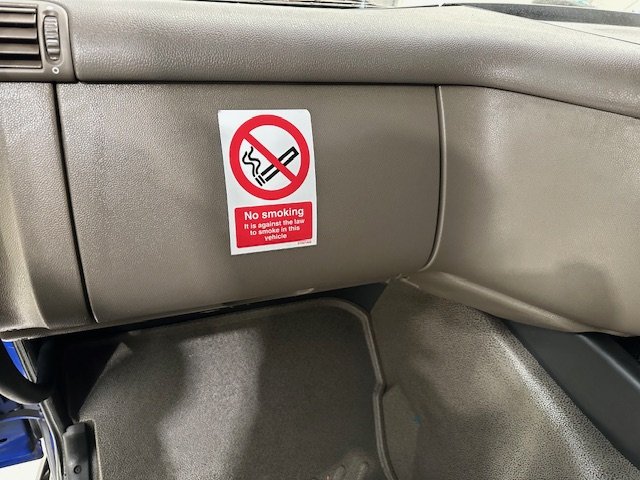 No smoking
It is against the law
to smoke in this
vehicle